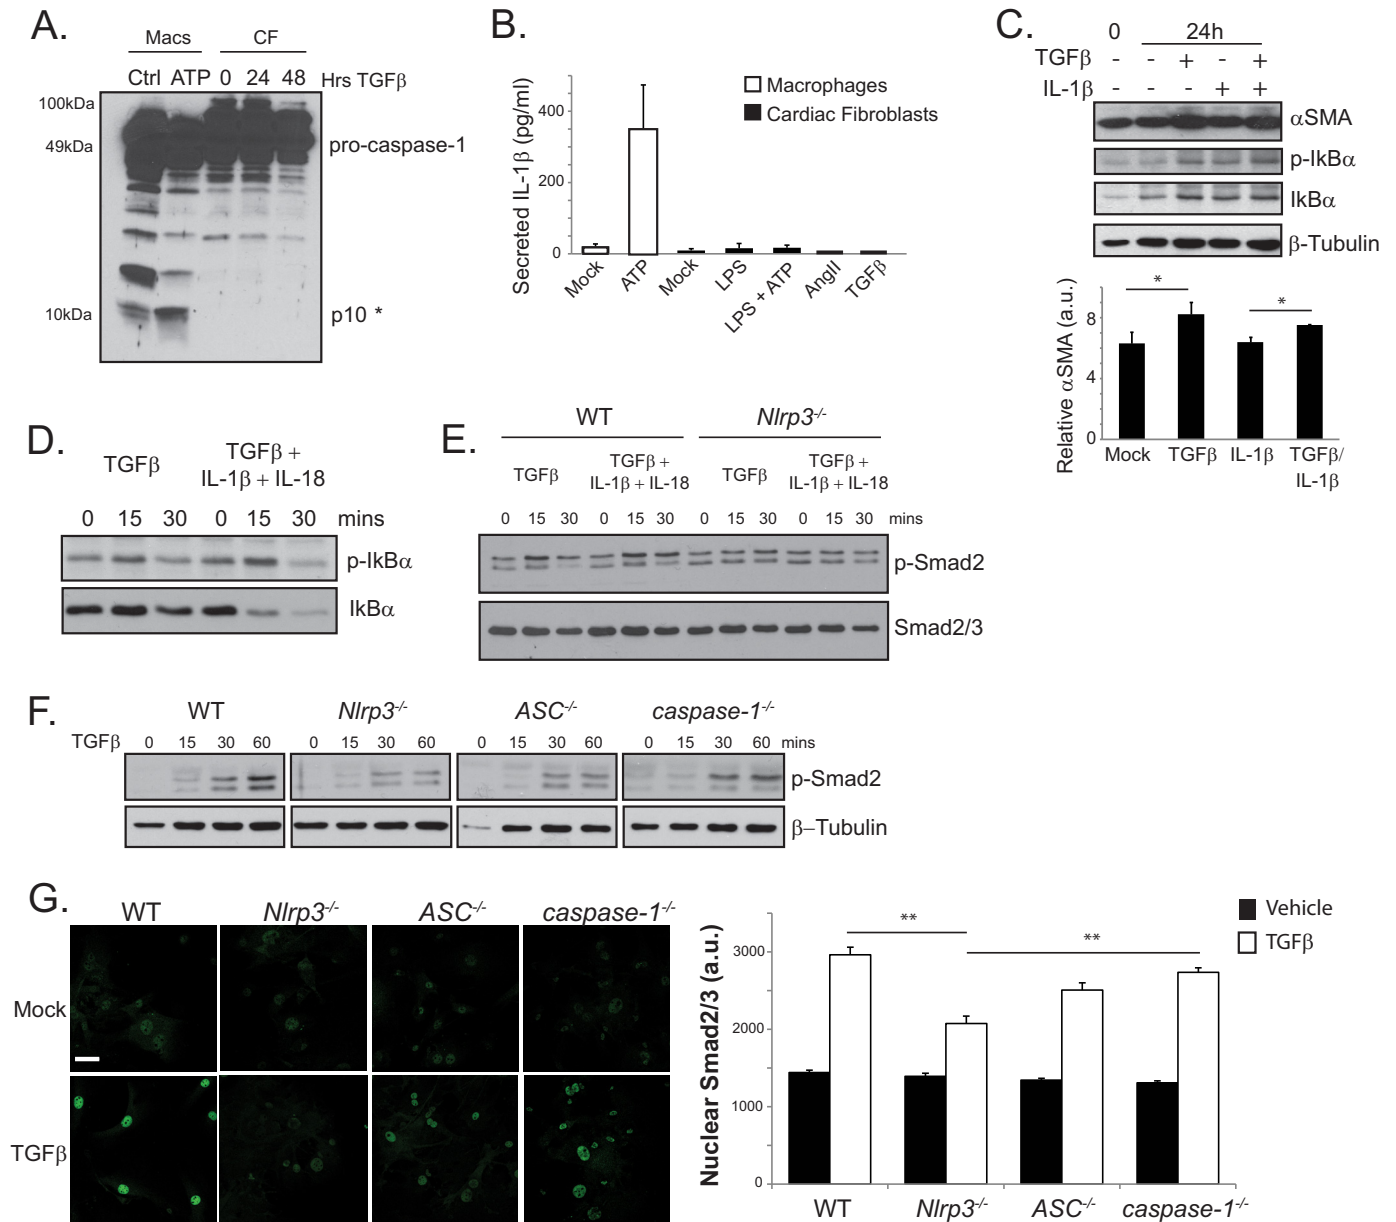 A.
Macs CF
Ctrl ATP 0 24 48 Hrs TGFβ
100kDa
49kDa
pro-caspase-1
10kDa
p10 *
B.
Secreted IL-1β (pg/ml)
400
200
0
Macrophages
Cardiac Fibroblasts
Mock ATP Mock LPS LPS + ATP AngII TGFβ
C.
0 24h
TGFβ - - + - +
IL-1β - - - + +
αSMA
p-IkBα
IkBα
β-Tubulin
Relative αSMA (a.u.)
8
4
0
* *
Mock TGFβ IL-1β TGFβ/
IL-1β
D.
TGFβ TGFβ +
IL-1β + IL-18
0 15 30 0 15 30 mins
p-IkBα
IkBα
E.
WT Nlrp3-/-
TGFβ TGFβ +
IL-1β + IL-18 TGFβ TGFβ +
IL-1β + IL-18
0 15 30 0 15 30 0 15 30 0 15 30 mins
p-Smad2
Smad2/3
F.
WT Nlrp3-/- ASC-/- caspase-1-/-
TGFβ 0 15 30 60 0 15 30 60 0 15 30 60 0 15 30 60 mins
p-Smad2
β–Tubulin
G.
WT Nlrp3-/- ASC-/- caspase-1-/-
Mock
TGFβ
Nuclear Smad2/3 (a.u.)
3000
2000
1000
0
** **
Vehicle
TGFβ
WT Nlrp3-/- ASC-/- caspase-1-/-